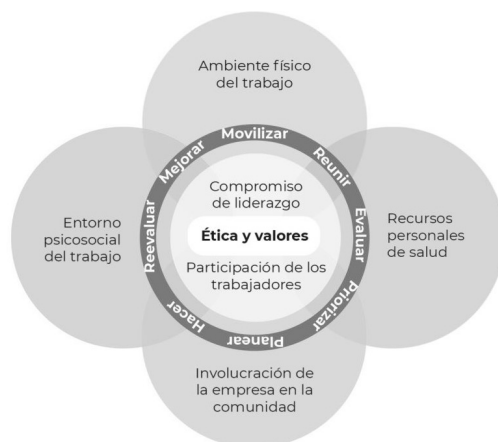 Ambiente físico
del trabajo
Movilizar
Mejorar
Reunir
Compromiso
de liderazgo
Reevaluar
Evaluar
Entorno
psicosocial
del trabajo
Ética y valores
Recursos
personales
de salud
Participación de los
trabajadores
Hacer
Priorizar
Planear
Involucración de
la empresa en la
comunidad